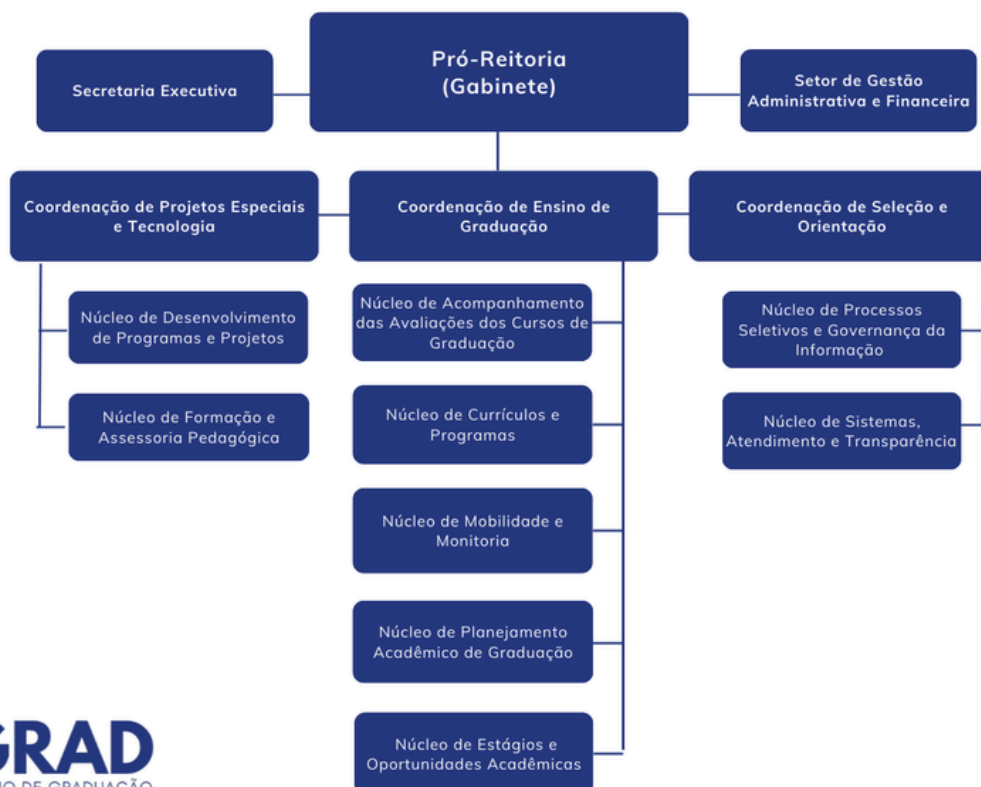 Pró-Reitoria
(Gabinete)
Secretaria Executiva
Setor de Gestão
Administrativa e Financeira
Coordenação de Projetos Especiais
e Tecnologia
Coordenação de Ensino de
Graduação
Coordenação de Seleção e
Orientação
Núcleo de Desenvolvimento
de Programas e Projetos
Núcleo de Formação e
Assessoria Pedagógica
Núcleo de Acompanhamento
das Avaliações dos Cursos de
Graduação
Núcleo de Currículos e
Programas
Núcleo de Mobilidade e
Monitoria
Núcleo de Planejamento
Acadêmico de Graduação
Núcleo de Estágios e
Oportunidades Acadêmicas
Núcleo de Processos
Seletivos e Governança da
Informação
Núcleo de Sistemas,
Atendimento e Transparência
GRAD
DE GRADUAÇÃO